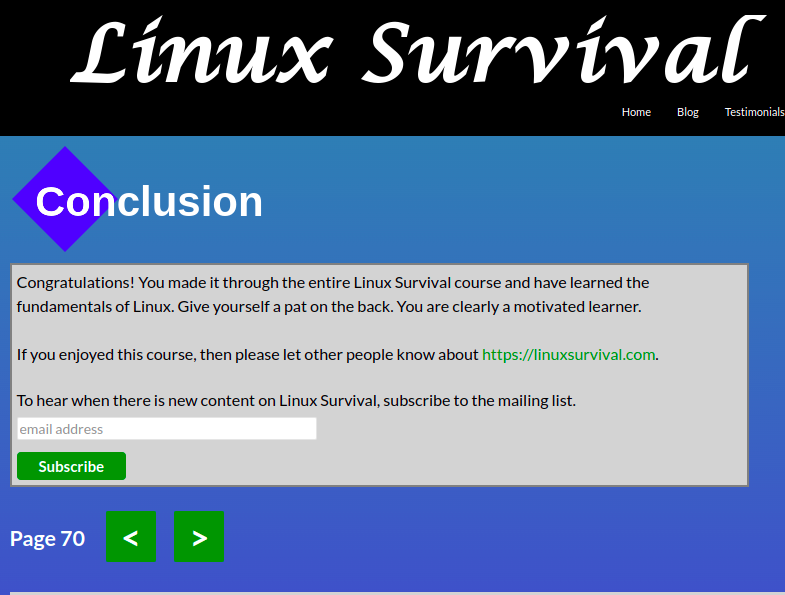 Linux Survival
Home Blog Testimonials
Conclusion
Congratulations! You made it through the entire Linux Survival course and have learned the
fundamentals of Linux. Give yourself a pat on the back. You are clearly a motivated learner.
If you enjoyed this course, then please let other people know about https://linuxsurvival.com.
To hear when there is new content on Linux Survival, subscribe to the mailing list.
email address
Subscribe
Page 70 < >